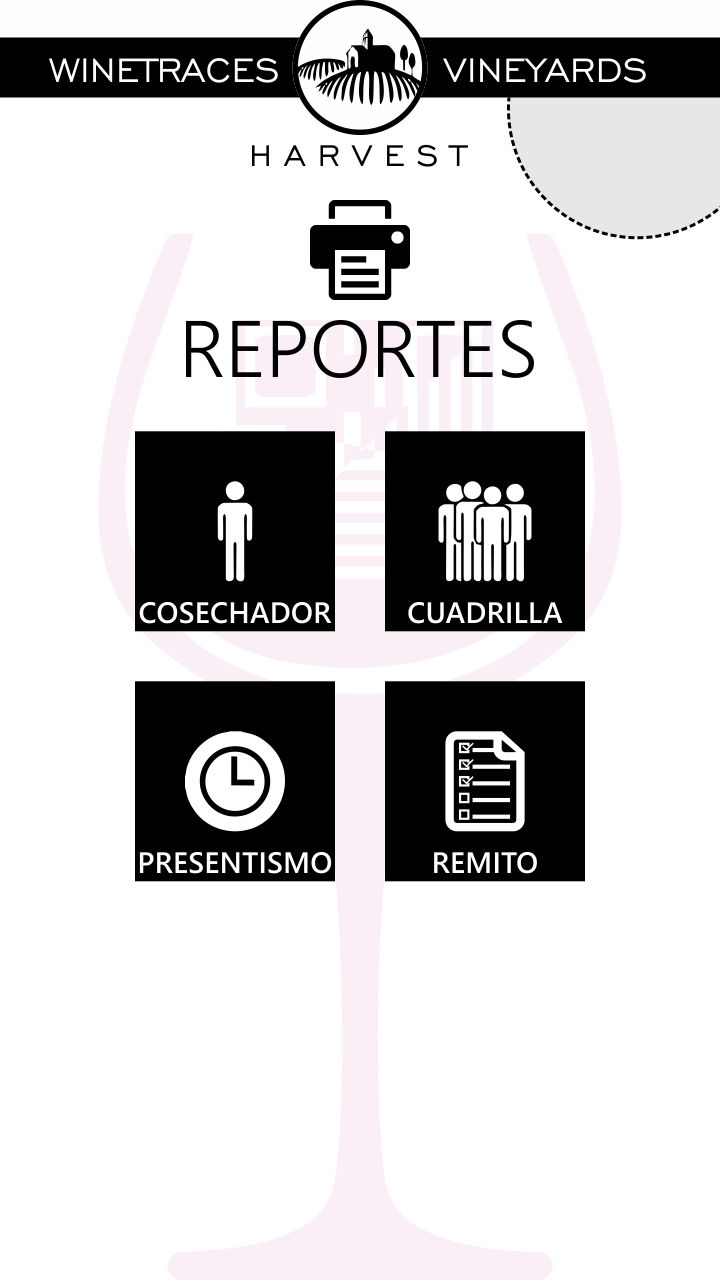 WINETRACES VINEYARDS
HARVEST
REPORTES
COSECHADOR CUADRILLA
PRESENTISMO REMITO